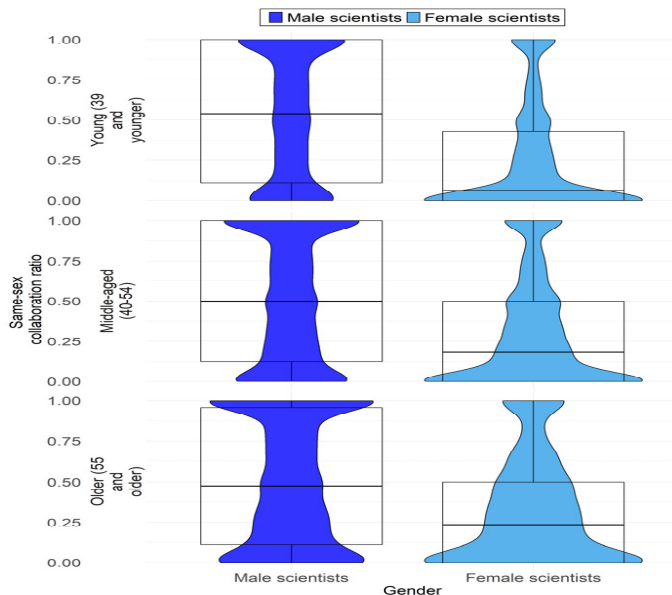 Male scientists Female scientists
Same-sex
collaboration ratio
Young (39
and
younger)
1.00
0.75
0.50
0.25
0.00
Middle-aged
(40-54)
1.00
0.75
0.50
0.25
0.00
Older (55
and
oder)
1.00
0.75
0.50
0.25
0.00
Male scientists Female scientists
Gender